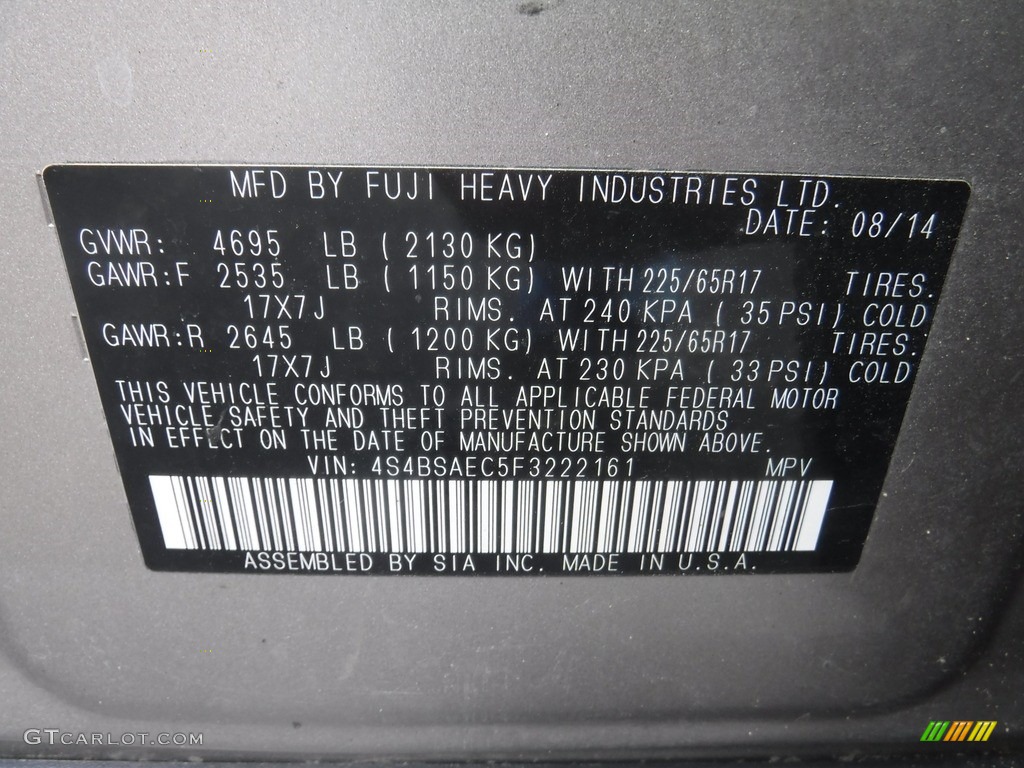 MFD BY FUJI HEAVY INDUSTRIES LTD.
DATE: 08/14
GVWR: 4695 LB ( 2130 KG)
GAWR:F 2535 LB ( 1150 KG) WITH 225/65R17 TIRES.
17X7J RIMS. AT 240 KPA ( 35 PSI) COLD
GAWR:R 2645 LB ( 1200 KG) WITH 225/65R17 TIRES.
17X7J RIMS. AT 230 KPA ( 33 PSI) COLD
THIS VEHICLE CONFORMS TO ALL APPLICABLE FEDERAL MOTOR
VEHICLE SAFETY AND THEFT PREVENTION STANDARDS
IN EFFECT ON THE DATE OF MANUFACTURE SHOWN ABOVE.
VIN: 4S4BSAEC5F3222161 MPV
ASSEMBLED BY SIA INC. MADE IN U.S.A.
GTCARLOT.COM